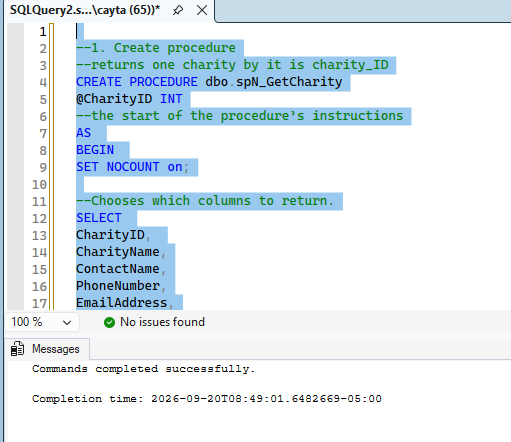 SQLQuery2.s...\cayta (65))*
1
2 --1. Create procedure
3 --returns one charity by it is charity_ID
4 CREATE PROCEDURE dbo.spN_GetCharity
5 @CharityID INT
6 --the start of the procedure’s instructions
7 AS
8 BEGIN
9 SET NOCOUNT on;
10
11 --Chooses which columns to return.
12 SELECT
13 CharityID,
14 CharityName,
15 ContactName,
16 PhoneNumber,
17 EmailAddress,
100 % No issues found
Messages
Commands completed successfully.
Completion time: 2026-09-20T08:49:01.6482669-05:00